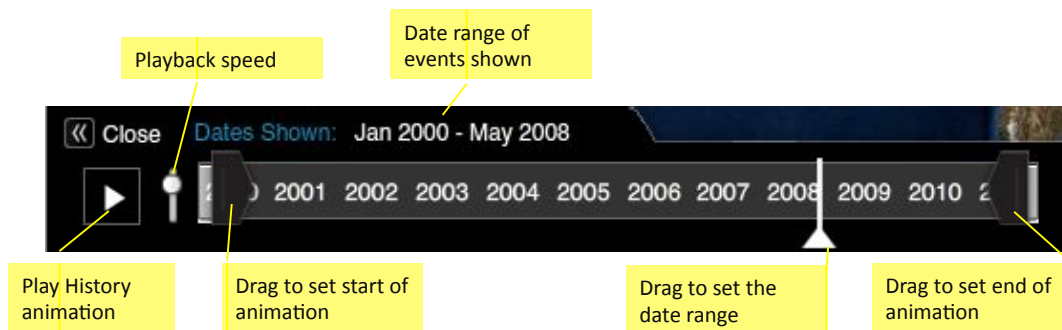 Date range of
events shown
Playback speed
Close Dates Shown: Jan 2000 - May 2008
2001 2002 2003 2004 2005 2006 2007 2008 2009 2010
Play History
animation
Drag to set start of
animation
Drag to set the
date range
Drag to set end of
animation